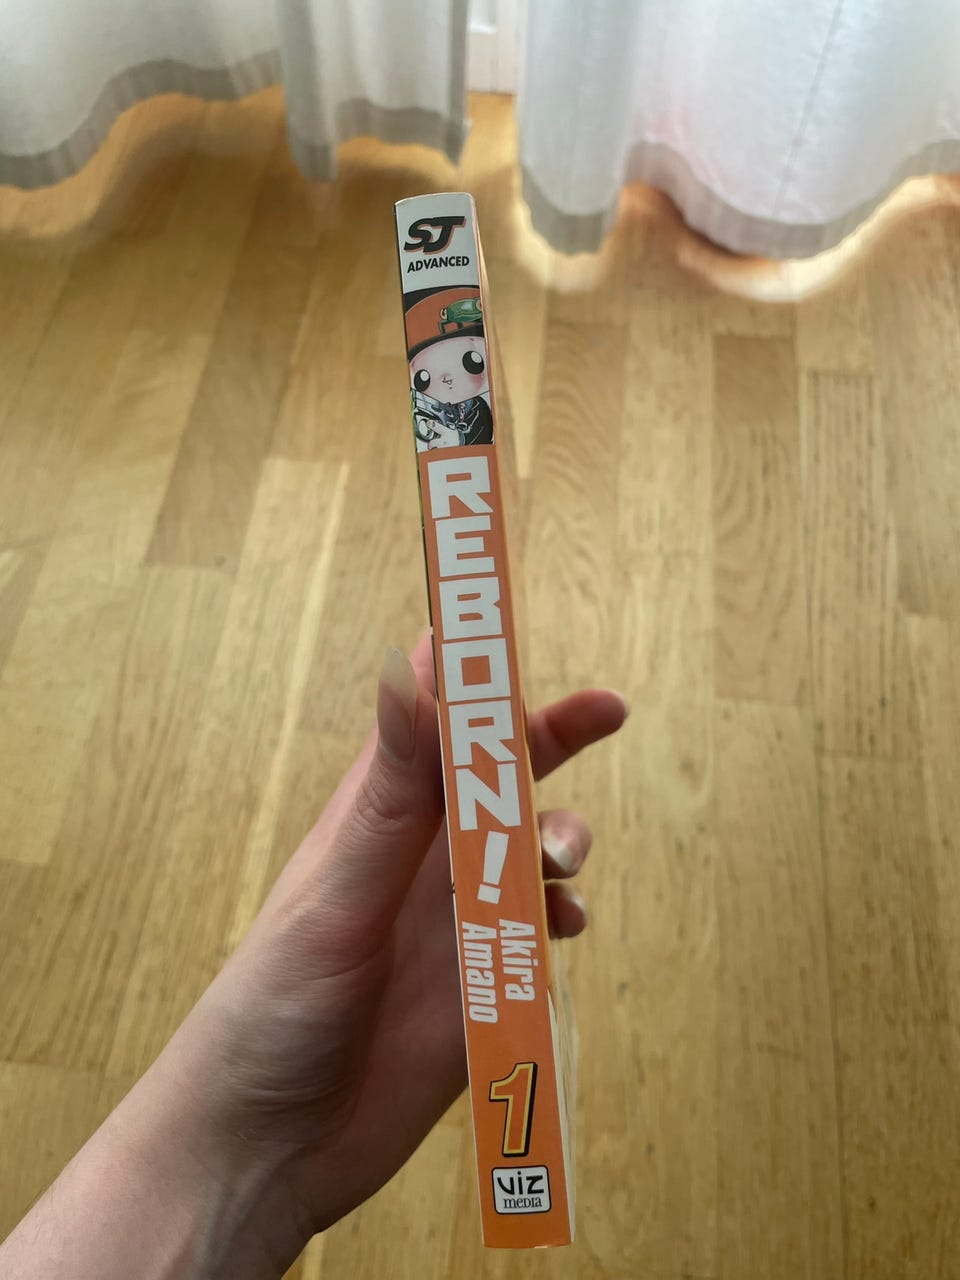 SJ
ADVANCED
REBORN!
Akira
Amano
1
VIZ
media